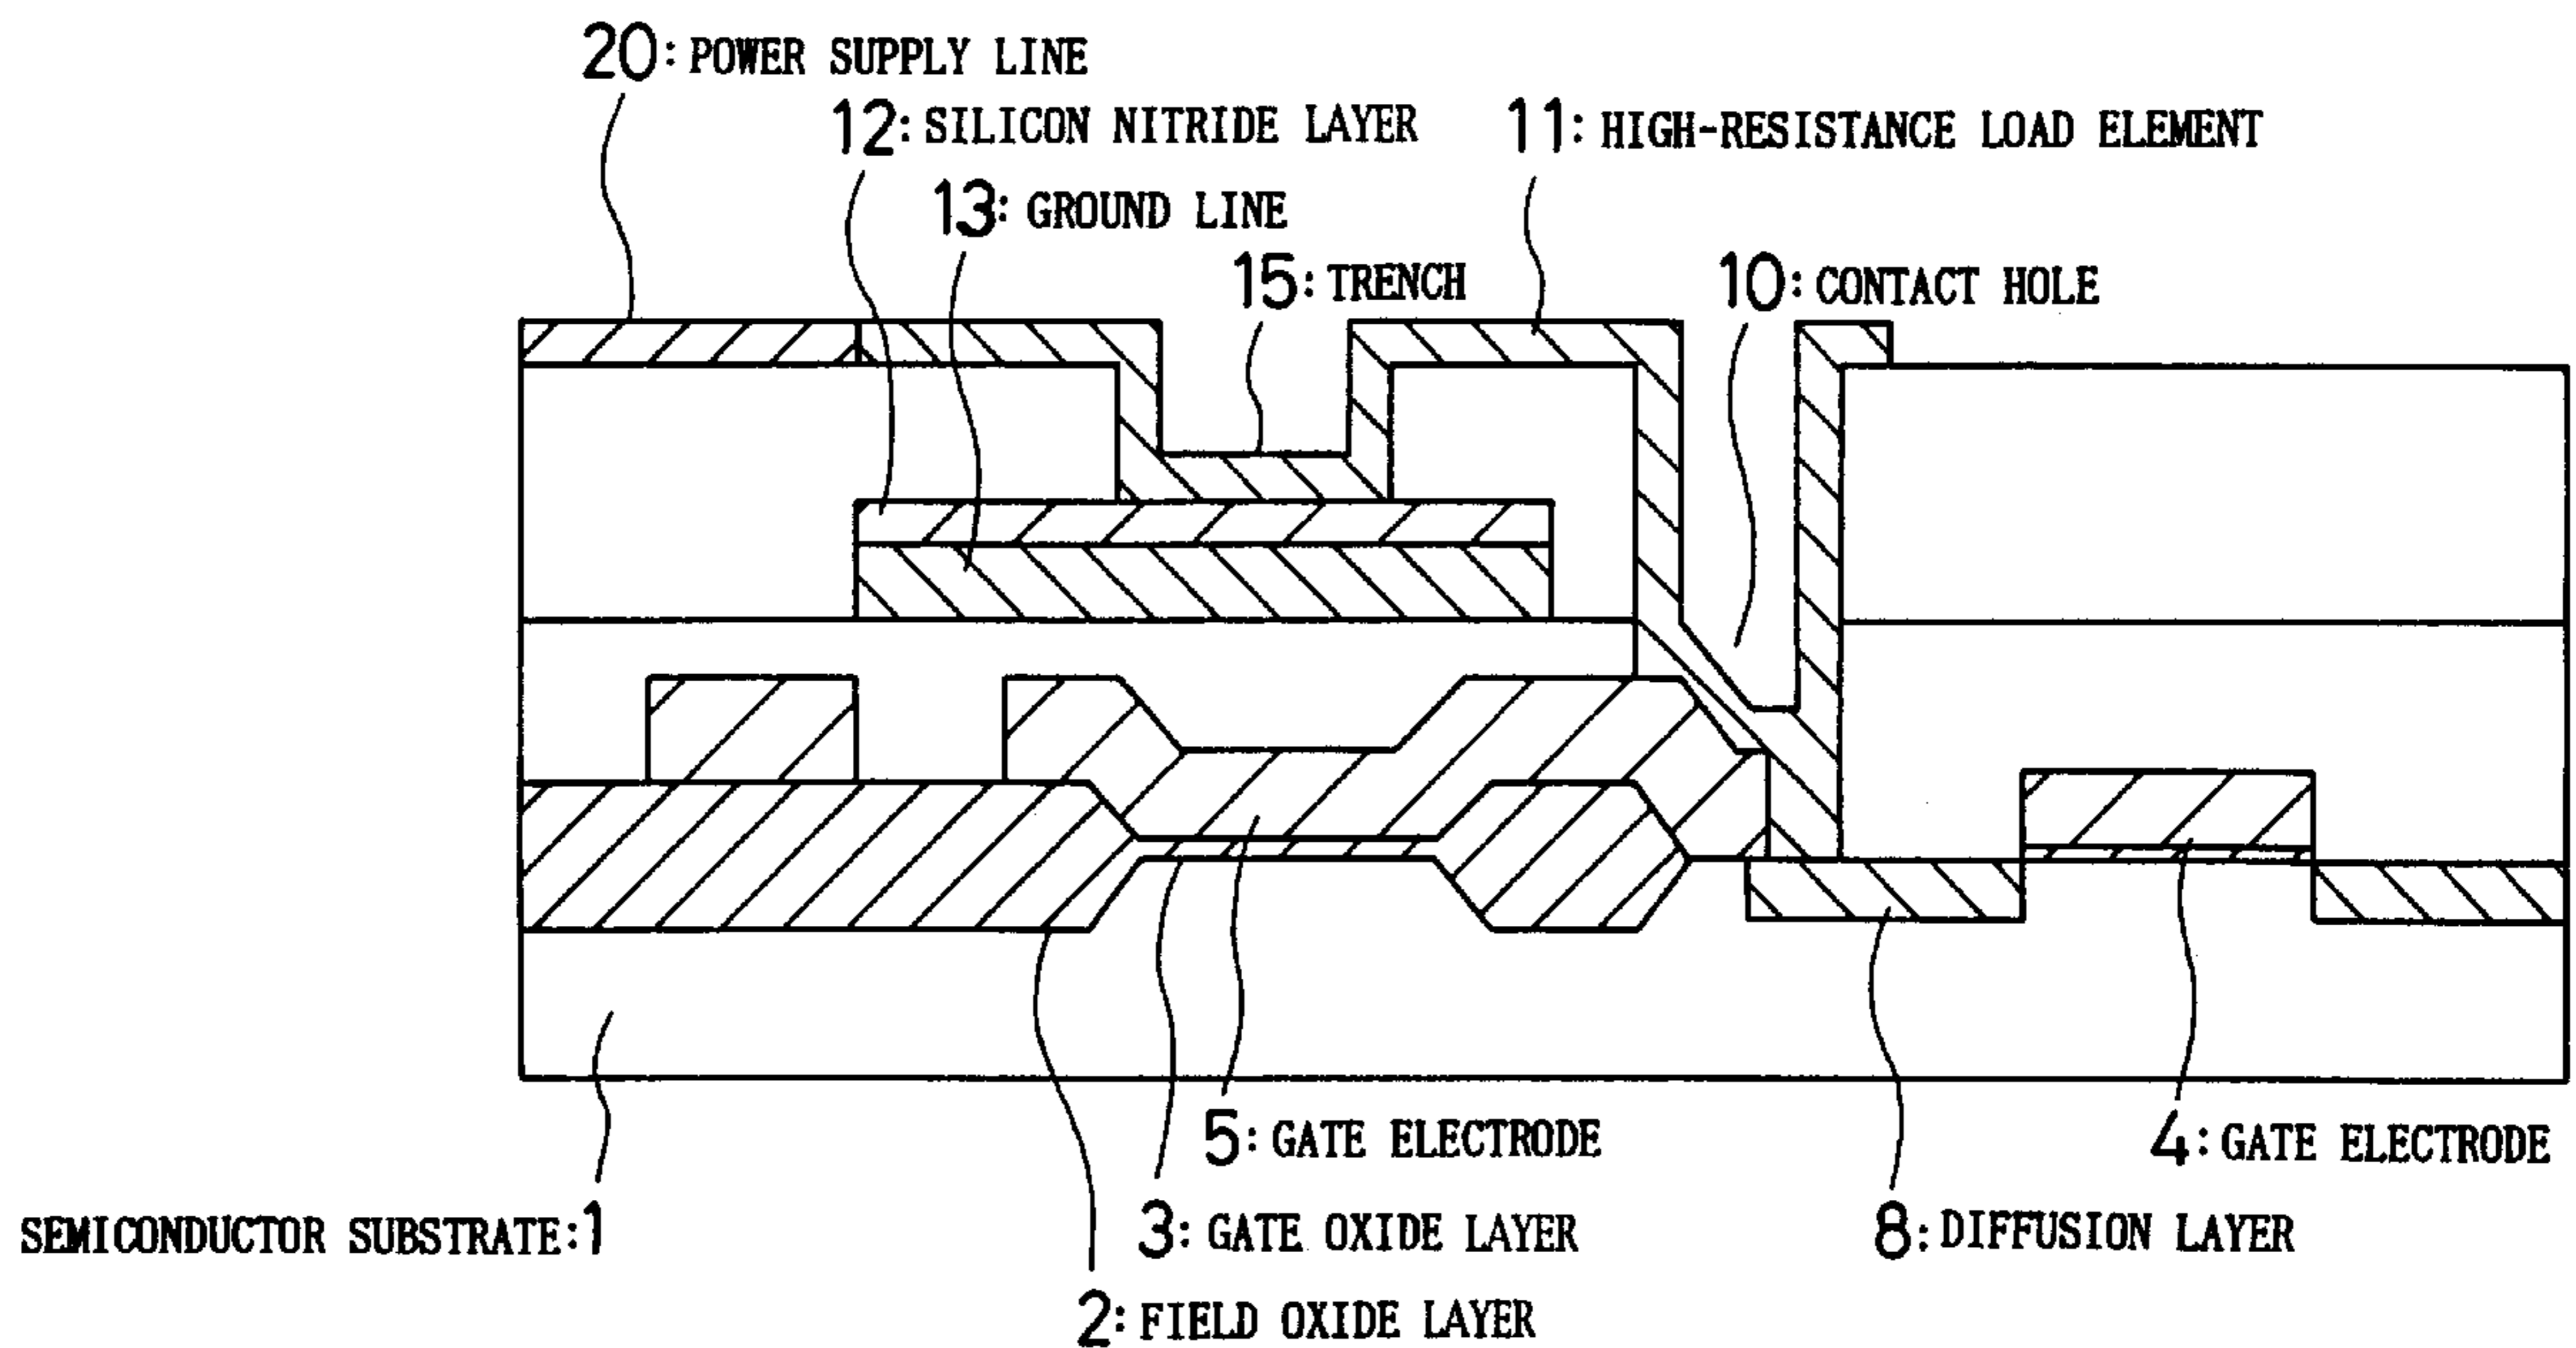 20: POWER SUPPLY LINE
12: SILICON NITRIDE LAYER
11: HIGH-RESISTANCE LOAD ELEMENT
13: GROUND LINE
15: TRENCH
10: CONTACT HOLE
5: GATE ELECTRODE
4: GATE ELECTRODE
SEMICONDUCTOR SUBSTRATE:1
3: GATE OXIDE LAYER
8: DIFFUSION LAYER
2: FIELD OXIDE LAYER